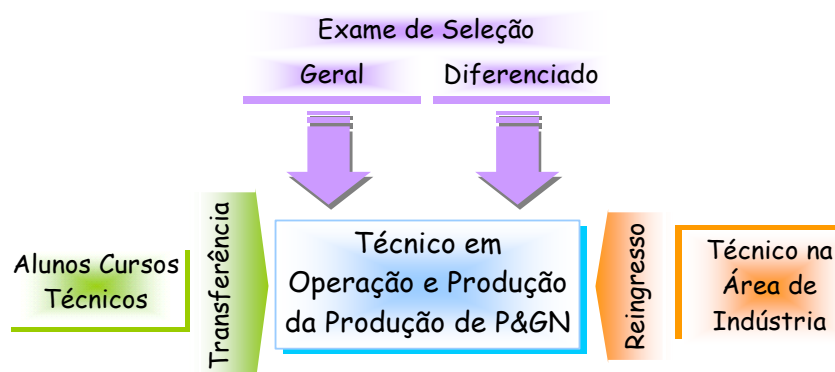 Exame de Seleção
Geral
Diferenciado
Alunos Cursos
Técnicos
Transferência
Técnico em
Operação e Produção
da Produção de P&GN
Reingresso
Técnico na
Área de
Indústria